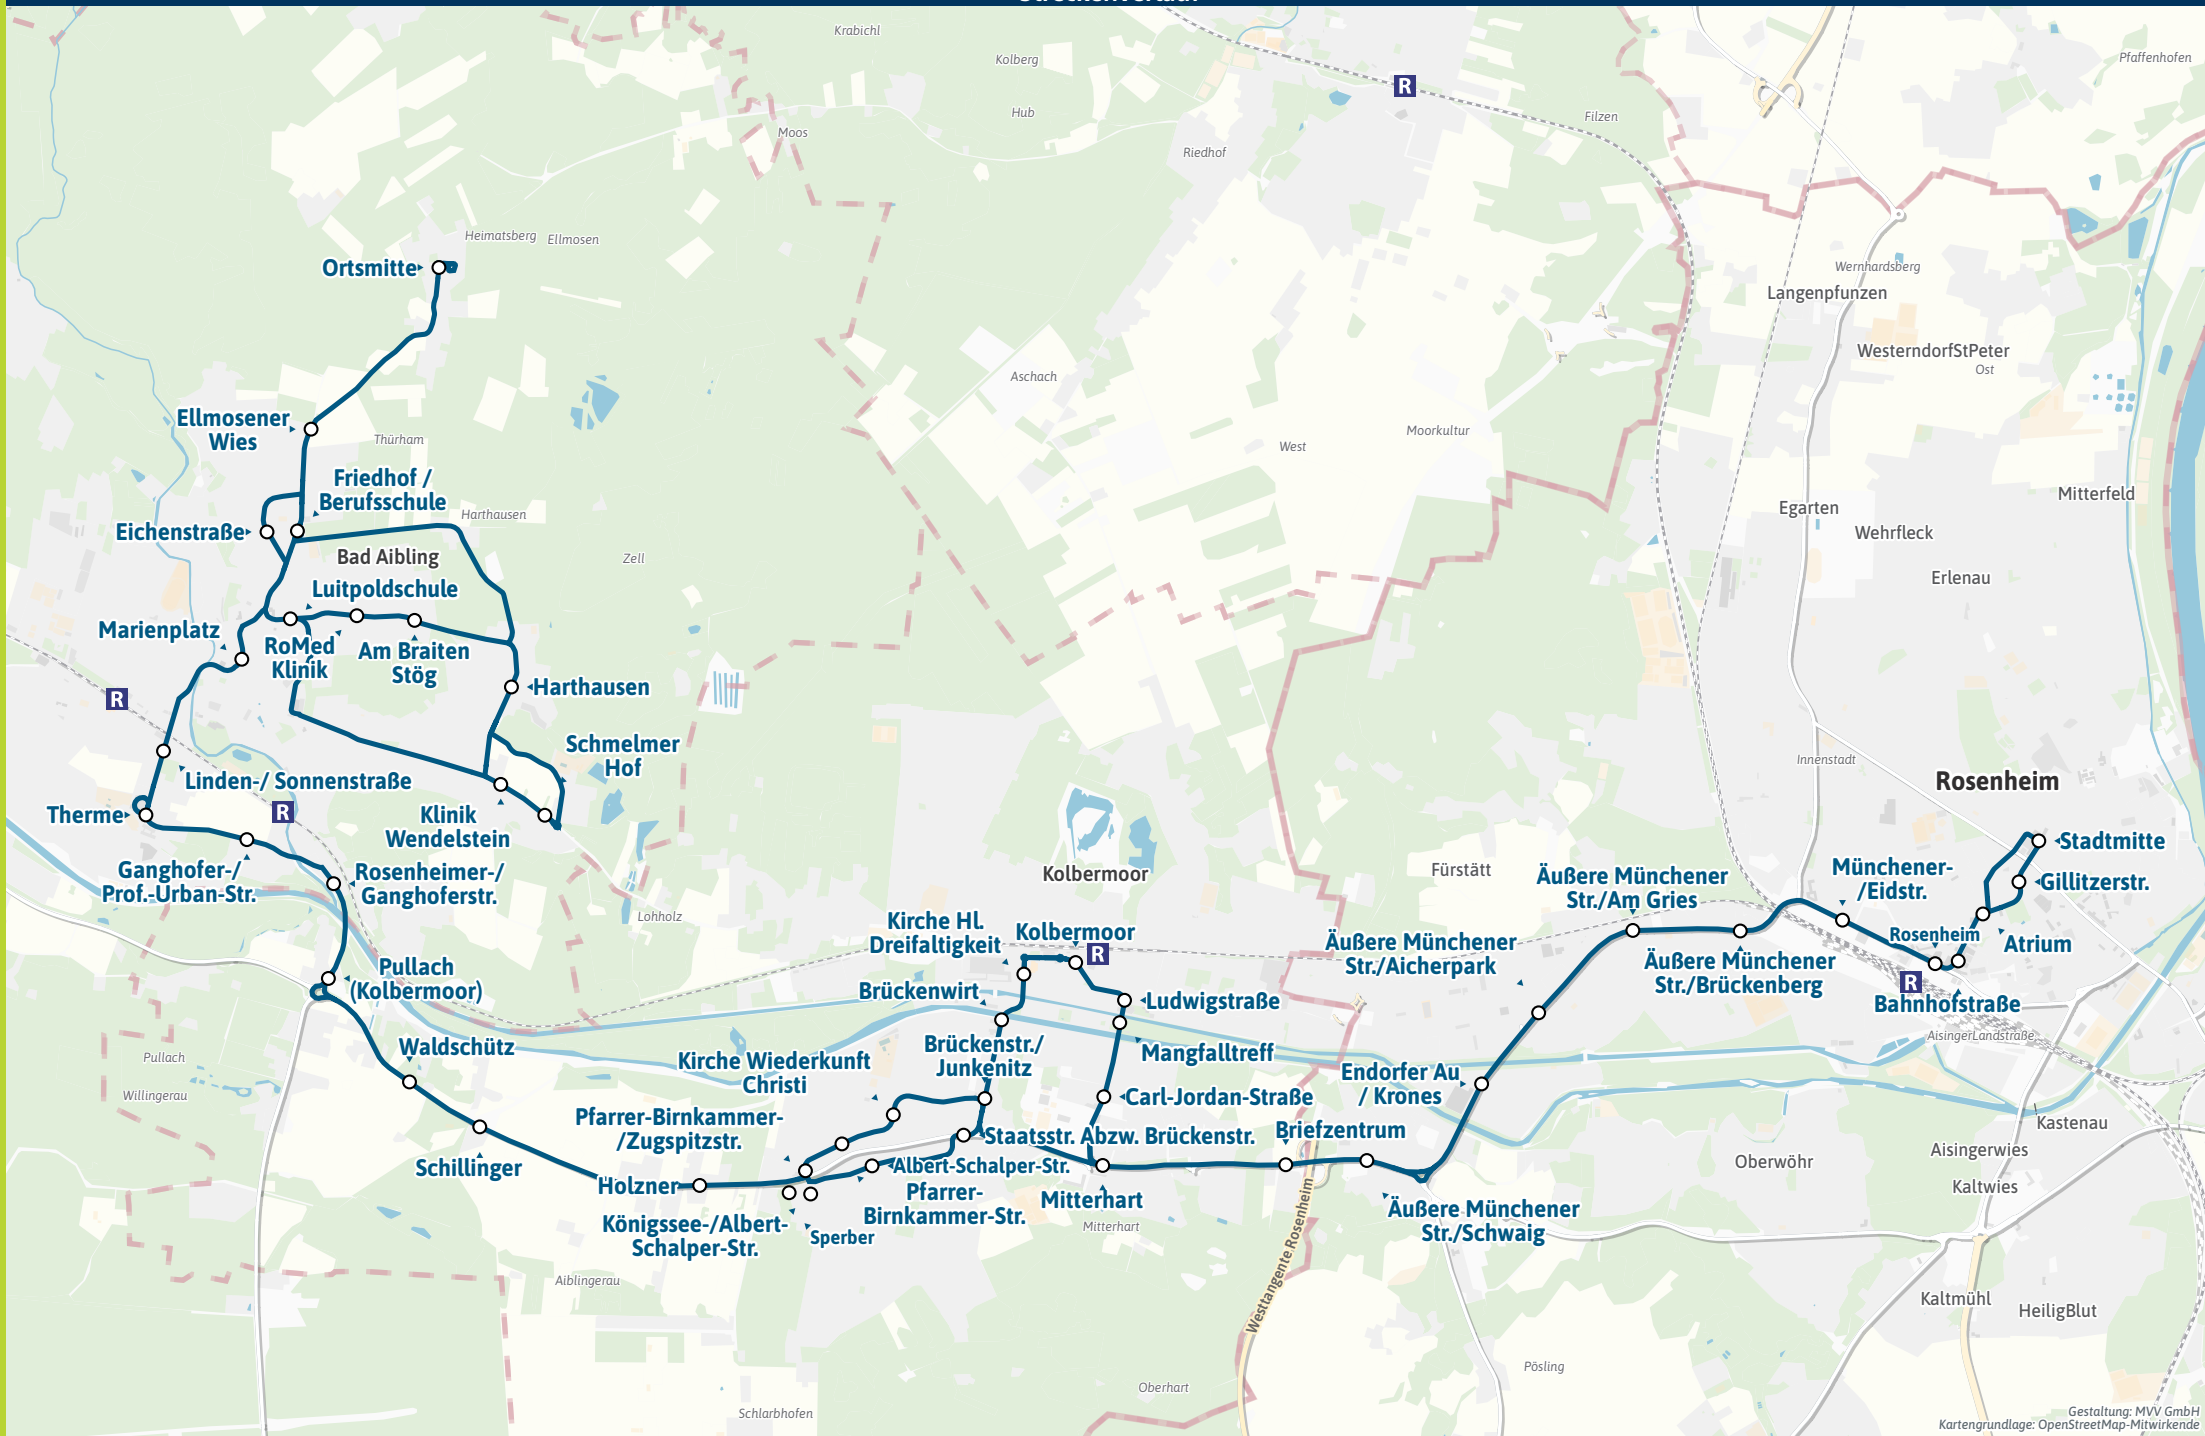 Krabichl
Kolberg
Pfaffenhofen
R
Hub
Filzen
Moos
Riedhof
Heimatsberg
Ellmosen
Ortsmitte
Wernhardsberg
Langenpfunzen
WesterndorfStPeter
Ost
Aschach
Ellmosener
Wies
Thürham
West
Moorkultur
Friedhof /
Berufsschule
Harthausen
Mitterfeld
Egarten
Wehrfleck
Eichenstraße
Bad Aibling
Zell
Erlenau
Luitpoldschule
Marienplatz
RoMed
Klinik
Am Braiten
Stög
Harthausen
R
Schmelmer
Hof
Innenstadt
Linden-/ Sonnenstraße
Rosenheim
Therme
R
Klinik
Wendelstein
Stadtmitte
Ganghofer-/
Prof.-Urban-Str.
Rosenheimer-/
Ganghoferstr.
Kolbermoor
Fürstätt
Äußere Münchener
Str./Am Gries
Münchener-
/Eidstr.
Gillitzerstr.
Lohholz
Kirche Hl.
Dreifaltigkeit
Kolbermoor
R
Äußere Münchener
Str./Aicherpark
Rosenheim
Atrium
Pullach
(Kolbermoor)
Äußere Münchener
Str./Brückenberg
R
Bahnhofstraße
Brückenwirt
Ludwigstraße
AisingerLandstraße
Waldschütz
Pullach
Kirche Wiederkunft
Christi
Brückenstr./
Junkenitz
Mangfalltreff
Endorfer Au
/ Krones
Willingerau
Carl-Jordan-Straße
Pfarrer-Birnkammer-
/Zugspitzstr.
Kastenau
Staatsstr. Abzw. Brückenstr.
Briefzentrum
Aisingerwies
Schillinger
Albert-Schalper-Str.
Oberwöhr
Holzner
Kaltwies
Pfarrer-
Birnkammer-Str.
Mitterhart
Königssee-/Albert-
Schalper-Str.
Sperber
Mitterhart
Äußere Münchener
Str./Schwaig
Aiblingerau
Westtangente Rosenheim
Kaltmühl
HeiligBlut
Pösling
Oberhart
Schlarbhofen
Gestaltung: MVV GmbH
Kartengrundlage: OpenStreetMap-Mitwirkende